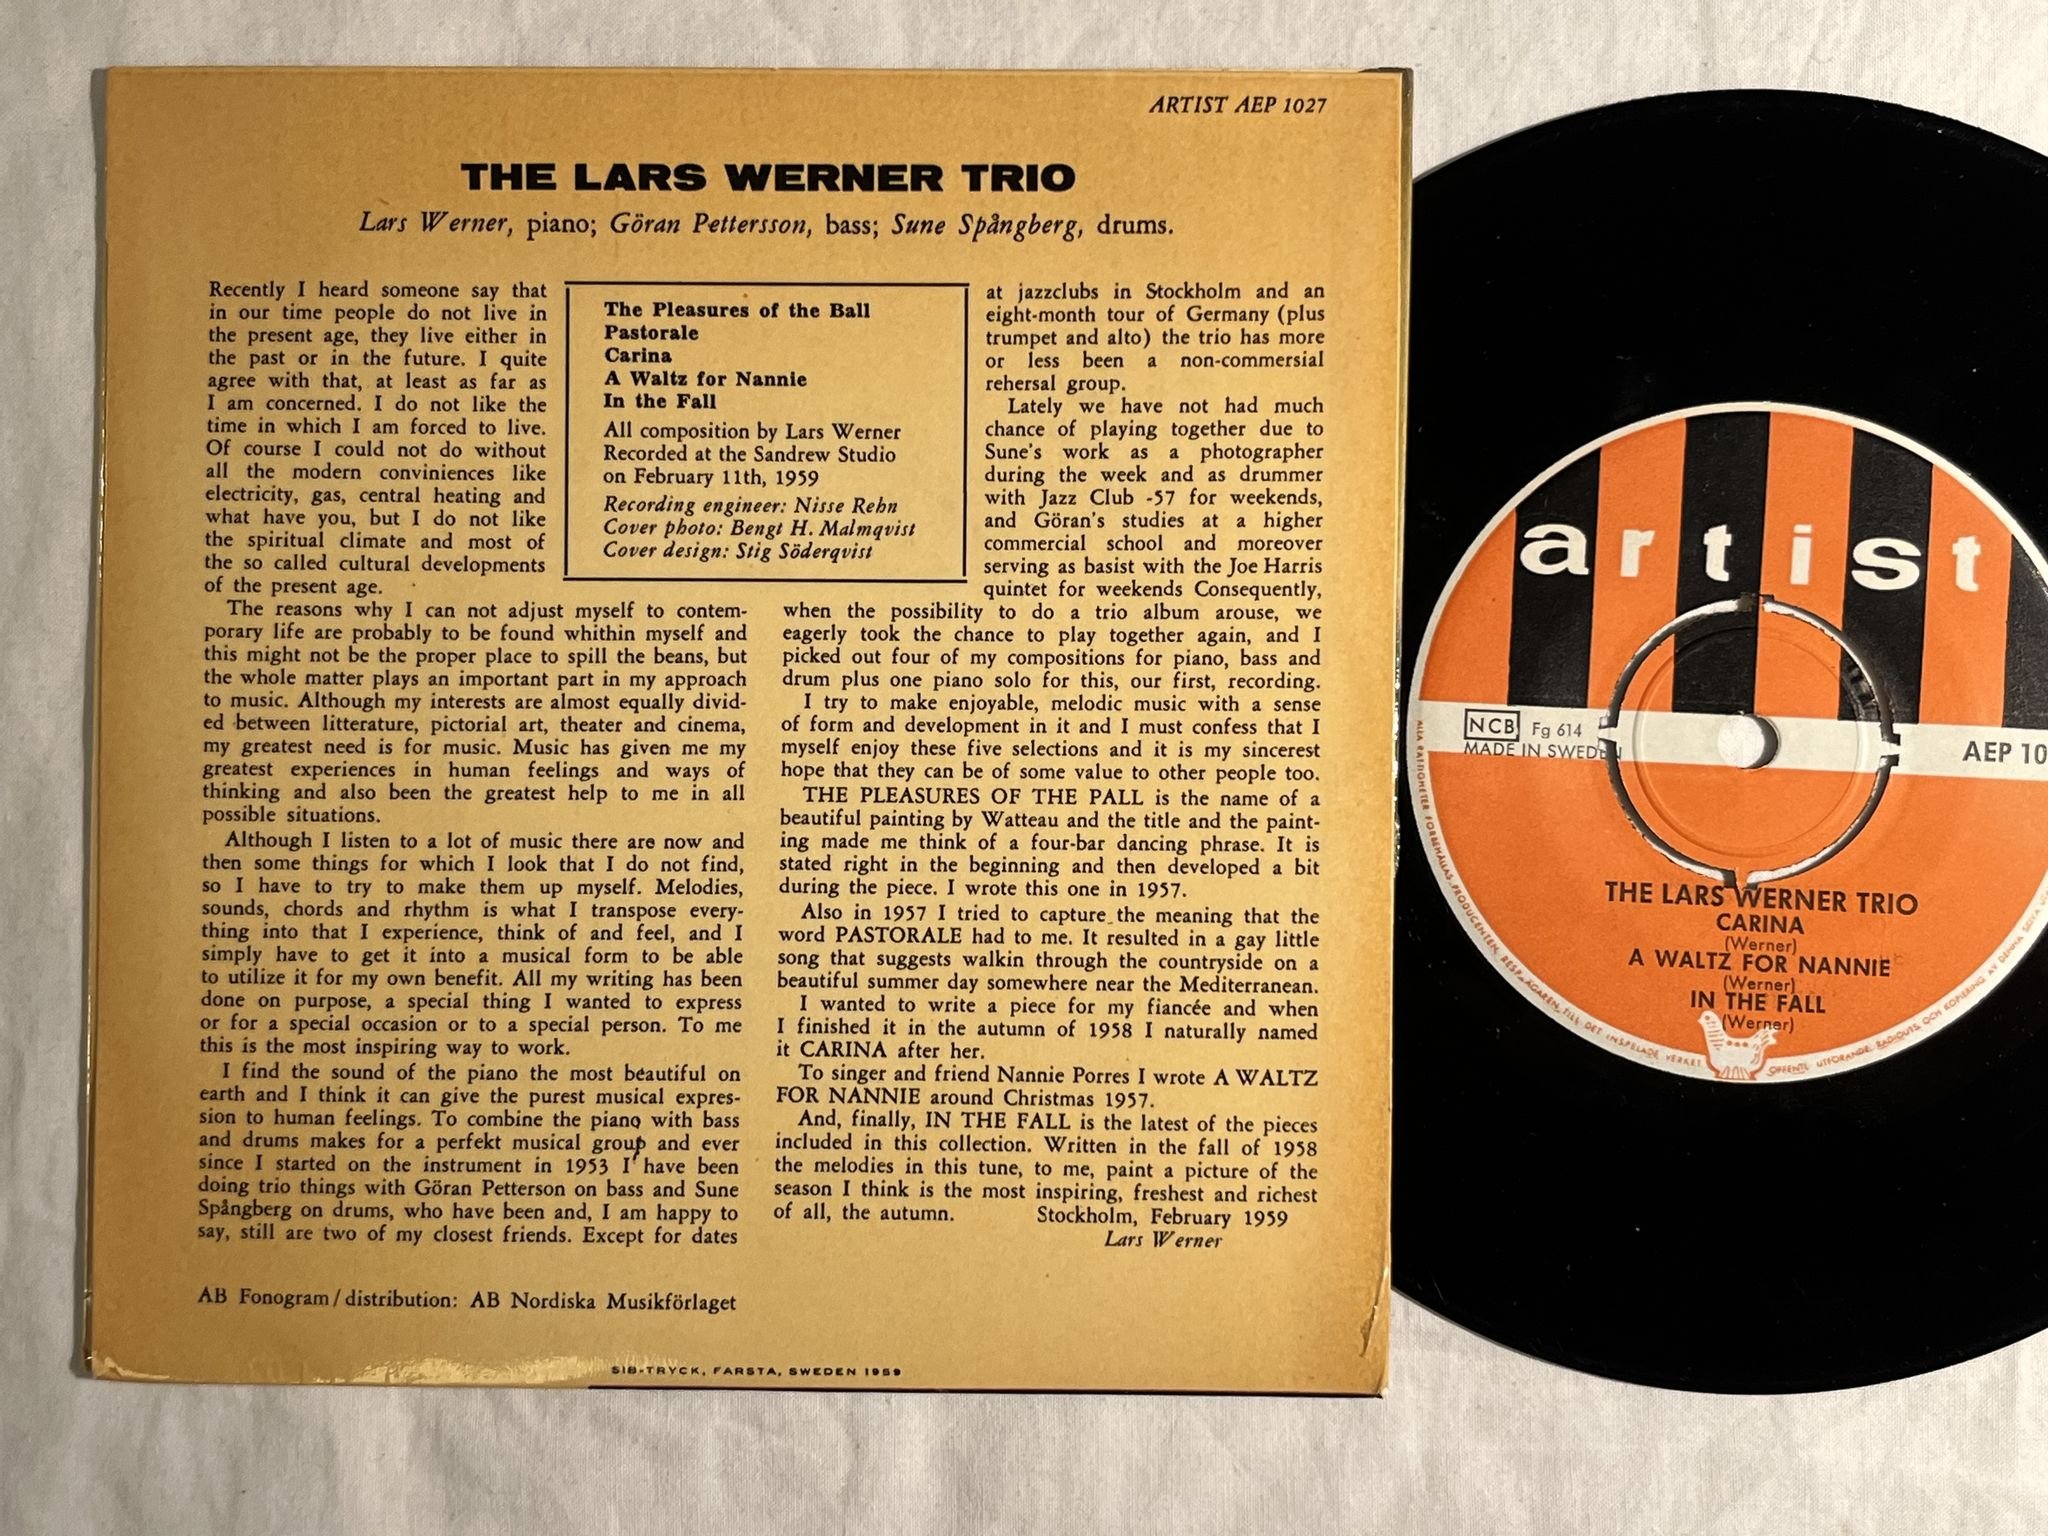 ARTIST AEP 1027
THE LARS WERNER TRIO
Lars Werner, piano; Göran Pettersson, bass; Sune Spångberg, drums.
Recently I heard someone say that
in our time people do not live in
the present age, they live either in
the past or in the future. I quite
agree with that, at least as far as
I am concerned. I do not like the
time in which I am forced to live.
Of course I could not do without
all the modern conviniences like
electricity, gas, central heating and
what have you, but I do not like
the spiritual climate and most of
the so called cultural developments
of the present age.
The reasons why I can not adjust myself to contem-
porary life are probably to be found whithin myself and
this might not be the proper place to spill the beans, but
the whole matter plays an important part in my approach
to music. Although my interests are almost equally divid-
ed between litterature, pictorial art, theater and cinema,
my greatest need is for music. Music has given me my
greatest experiences in human feelings and ways of
thinking and also been the greatest help to me in all
possible situations.
Although I listen to a lot of music there are now and
then some things for which I look that I do not find,
so I have to try to make them up myself. Melodies,
sounds, chords and rhythm is what I transpose every-
thing into that I experience, think of and feel, and I
simply have to get it into a musical form to be able
to utilize it for my own benefit. All my writing has been
done on purpose, a special thing I wanted to express
or for a special occasion or to a special person. To me
this is the most inspiring way to work.
I find the sound of the piano the most beautiful on
earth and I think it can give the purest musical expres-
sion to human feelings. To combine the piano with bass
and drums makes for a perfekt musical group and ever
since I started on the instrument in 1953 I have been
doing trio things with Göran Petterson on bass and Sune
Spångberg on drums, who have been and, I am happy to
say, still are two of my closest friends. Except for dates
The Pleasures of the Ball
Pastorale
Carina
A Waltz for Nannie
In the Fall
All composition by Lars Werner
Recorded at the Sandrew Studio
on February 11th, 1959
Recording engineer: Nisse Rehn
Cover photo: Bengt H. Malmqvist
Cover design: Stig Söderqvist
at jazzclubs in Stockholm and an
eight-month tour of Germany (plus
trumpet and alto) the trio has more
or less been a non-commersial
rehersal group.
Lately we have not had much
chance of playing together due to
Sune's work as a photographer
during the week and as drummer
with Jazz Club -57 for weekends,
and Göran's studies at a higher
commercial school and moreover
serving as basist with the Joe Harris
quintet for weekends Consequently,
when the possibility to do a trio album arouse, we
eagerly took the chance to play together again, and I
picked out four of my compositions for piano, bass and
drum plus one piano solo for this, our first, recording.
I try to make enjoyable, melodic music with a sense
of form and development in it and I must confess that I
myself enjoy these five selections and it is my sincerest
hope that they can be of some value to other people too.
THE PLEASURES OF THE PALL is the name of a
beautiful painting by Watteau and the title and the paint-
ing made me think of a four-bar dancing phrase. It is
stated right in the beginning and then developed a bit
during the piece. I wrote this one in 1957.
Also in 1957 I tried to capture the meaning that the
word PASTORALE had to me. It resulted in a gay little
song that suggests walkin through the countryside on a
beautiful summer day somewhere near the Mediterranean.
I wanted to write a piece for my fiancée and when
I finished it in the autumn of 1958 I naturally named
it CARINA after her.
To singer and friend Nannie Porres I wrote A WALTZ
FOR NANNIE around Christmas 1957.
And, finally, IN THE FALL is the latest of the pieces
included in this collection. Written in the fall of 1958
the melodies in this tune, to me, paint a picture of the
season I think is the most inspiring, freshest and richest
of all, the autumn. Stockholm, February 1959
Lars Werner
AB Fonogram / distribution: AB Nordiska Musikförlaget
SIB-TRYCK, FARSTA, SWEDEN 1959
artist
NCB Fg 614
MADE IN SWEDEN
AEP 10
THE LARS WERNER TRIO
CARINA
(Werner)
A WALTZ FOR NANNIE
(Werner)
IN THE FALL
(Werner)
ALLA RÄTTIGHETER FÖRBEHÅLLAS PRODUCENTEN RESP. ÄGAREN TILL DET INSPELADE VERKET
OFFENTL. UTFÖRANDE, RADIOUTS. OCH KOPIERING AV DENNA SKIVA